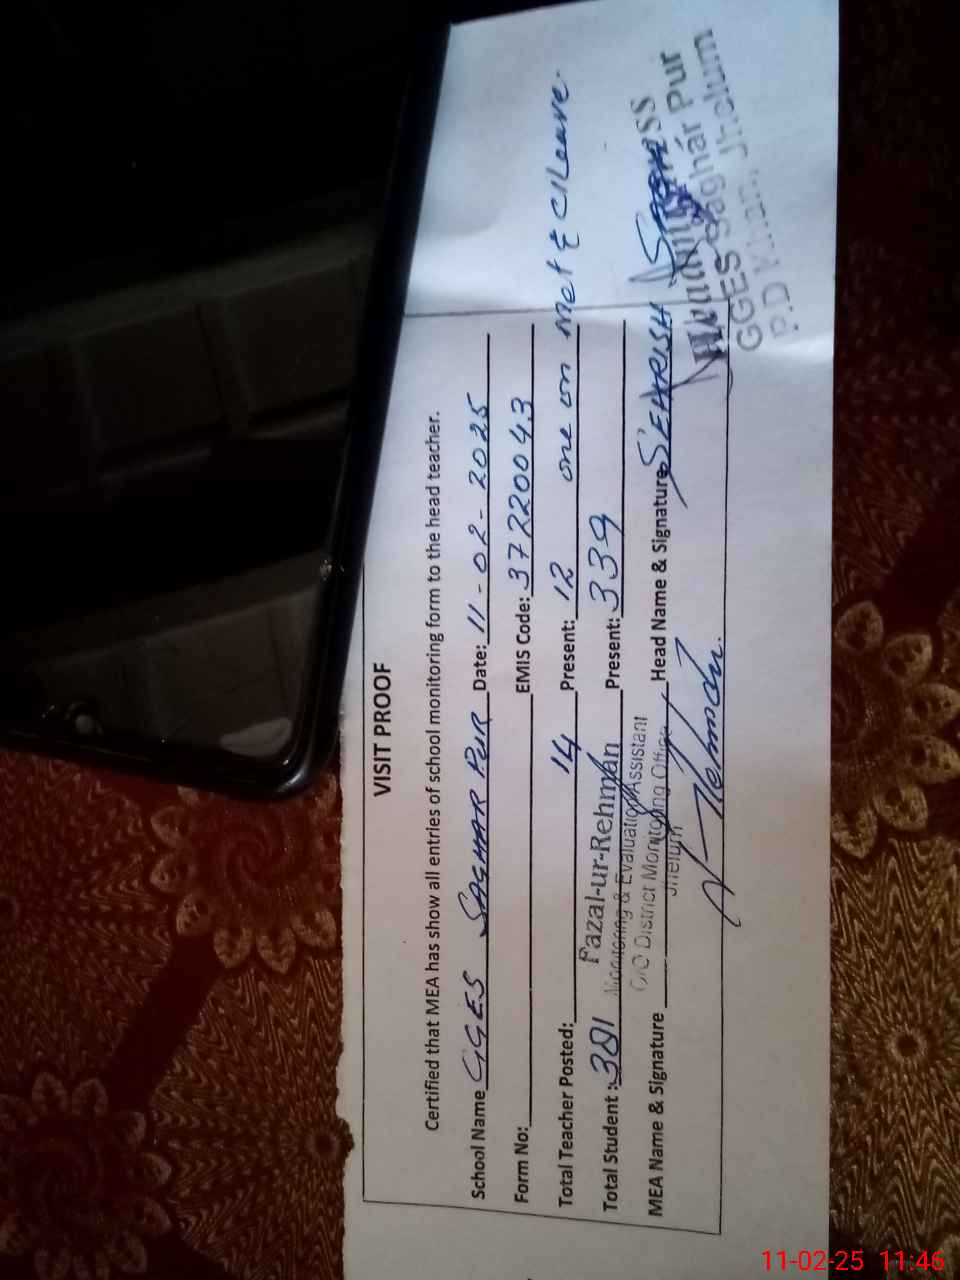 VISIT PROOF
Certified that MEA has show all entries of school monitoring form to the head teacher.
School Name GGES SAGHAR PUR Date: 11-02-2025
Form No: EMIS Code: 37220043
Total Teacher Posted: 14 Present: 12 one on Met & C/Leave
Total Student : 381 Present: 339
Fazal-ur-Rehman
Monitoring & Evaluation Assistant
O/O District Monitoring Office
Jhelum
MEA Name & Signature Head Name & Signature SEHRISH
GGES Saghar Pur
P.D Khan, Jhelum
11-02-25 11:46